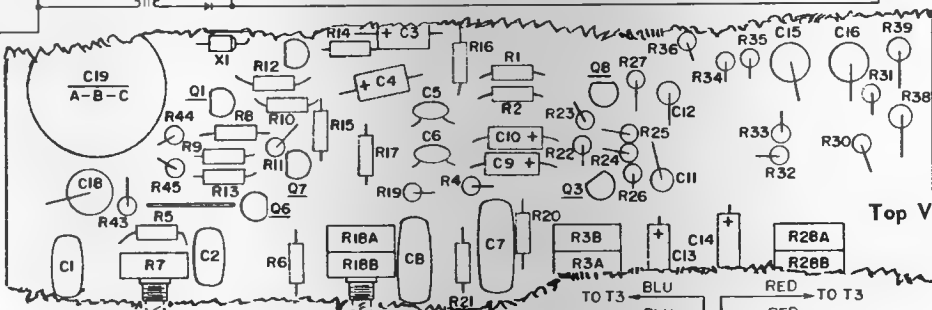 R14
+ C3
R16
R36
R35
C15
C16
R39
X1
R12
R1
Q8
R27
R34
R31
C19
A-B-C
+ C4
Q1
C5
R2
R23
C12
R38
R44
R8
R10
R15
C6
C10 +
R25
R33
R30
R9
R11
R17
C9 +
R22
R24
R32
R45
R13
Q7
R19
R4
Q3
R26
C11
C18
R43
Q6
R5
R20
Top V
C1
R7
C2
R6
R18A
R18B
C8
R21
C7
R3B
R3A
+
C13
C14
+
R28A
R28B
TO T3
BLU
RED
TO T3
BLU
RED